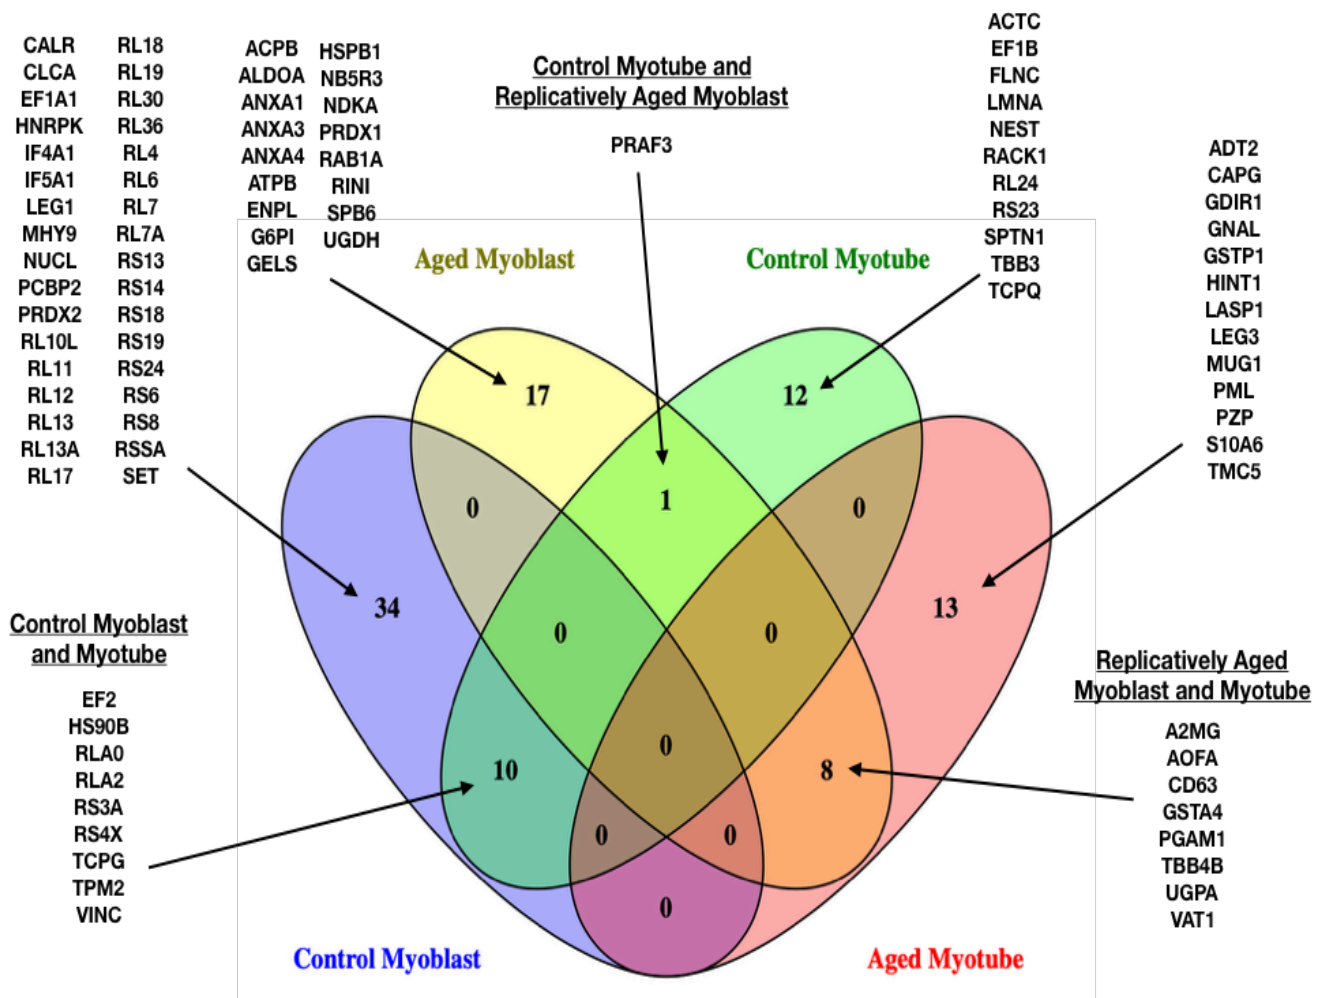 CALR
CLCA
EF1A1
HNRPK
IF4A1
IF5A1
LEG1
MHY9
NUCL
PCBP2
PRDX2
RL10L
RL11
RL12
RL13
RL13A
RL17
RL18
RL19
RL30
RL36
RL4
RL6
RL7
RL7A
RS13
RS14
RS18
RS19
RS24
RS6
RS8
RSSA
SET
ACPB
ALDOA
ANXA1
ANXA3
ANXA4
ATPB
ENPL
G6PI
GELS
HSPB1
NB5R3
NDKA
PRDX1
RAB1A
RINI
SPB6
UGDH
Control Myotube and
Replicatively Aged Myoblast
PRAF3
ACTC
EF1B
FLNC
LMNA
NEST
RACK1
RL24
RS23
SPTN1
TBB3
TCPQ
ADT2
CAPG
GDIR1
GNAL
GSTP1
HINT1
LASP1
LEG3
MUG1
PML
PZP
S10A6
TMC5
Aged Myoblast
Control Myotube
17
12
0
1
0
34
13
0
0
10
0
8
0
0
0
Control Myoblast
and Myotube
EF2
HS90B
RLA0
RLA2
RS3A
RS4X
TCPG
TPM2
VINC
Replicatively Aged
Myoblast and Myotube
A2MG
AOFA
CD63
GSTA4
PGAM1
TBB4B
UGPA
VAT1
Control Myoblast
Aged Myotube